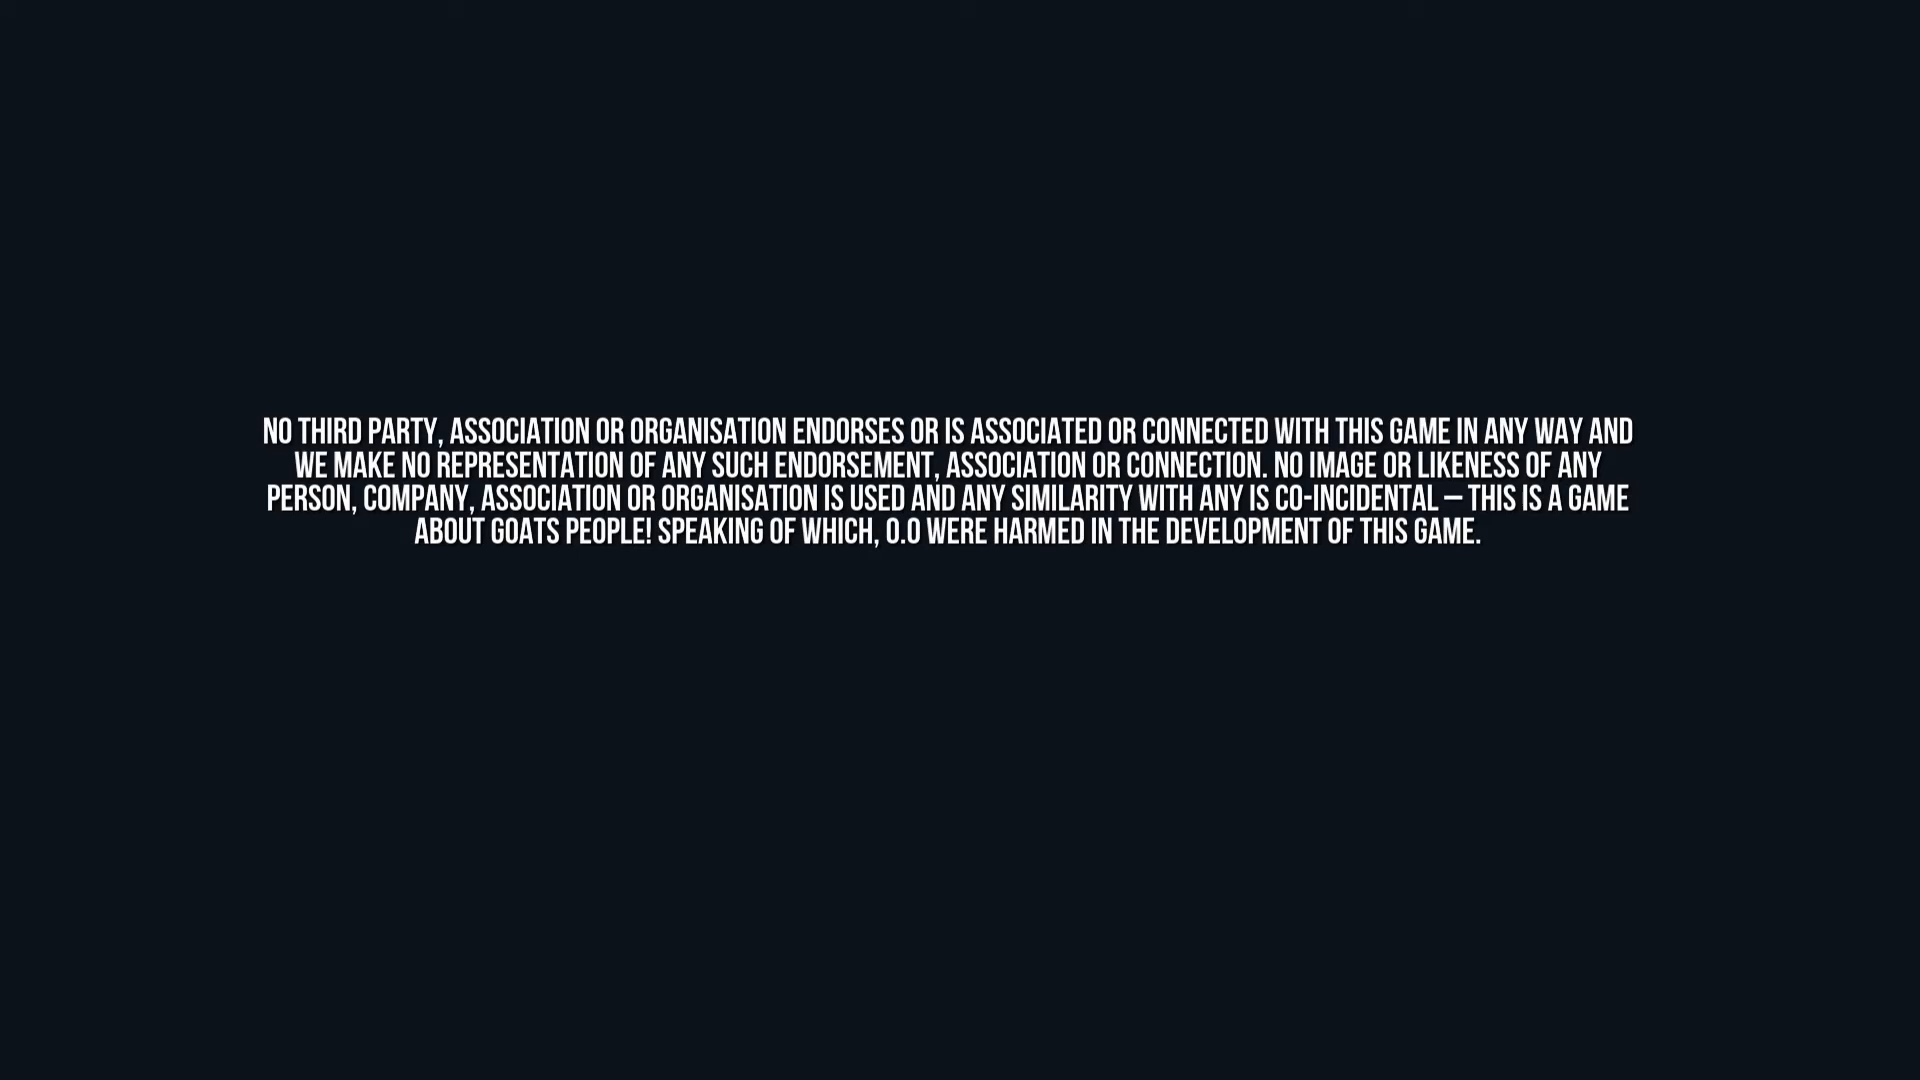 NO THIRD PARTY, ASSOCIATION OR ORGANISATION ENDORSES OR IS ASSOCIATED OR CONNECTED WITH THIS GAME IN ANY WAY AND
WE MAKE NO REPRESENTATION OF ANY SUCH ENDORSEMENT, ASSOCIATION OR CONNECTION. NO IMAGE OR LIKENESS OF ANY
PERSON, COMPANY, ASSOCIATION OR ORGANISATION IS USED AND ANY SIMILARITY WITH ANY IS CO-INCIDENTAL – THIS IS A GAME
ABOUT GOATS PEOPLE! SPEAKING OF WHICH, 0.0 WERE HARMED IN THE DEVELOPMENT OF THIS GAME.